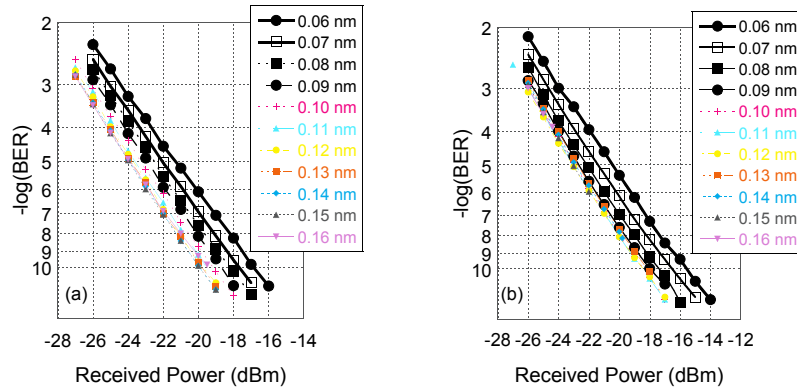 2
3
4
5
6
7
8
9
10
-log(BER)
(a)
0.06 nm
0.07 nm
0.08 nm
0.09 nm
0.10 nm
0.11 nm
0.12 nm
0.13 nm
0.14 nm
0.15 nm
0.16 nm
-28 -26 -24 -22 -20 -18 -16 -14
Received Power (dBm)
2
3
4
5
6
7
8
9
10
-log(BER)
(b)
0.06 nm
0.07 nm
0.08 nm
0.09 nm
0.10 nm
0.11 nm
0.12 nm
0.13 nm
0.14 nm
0.15 nm
0.16 nm
-28 -26 -24 -22 -20 -18 -16 -14 -12
Received Power (dBm)